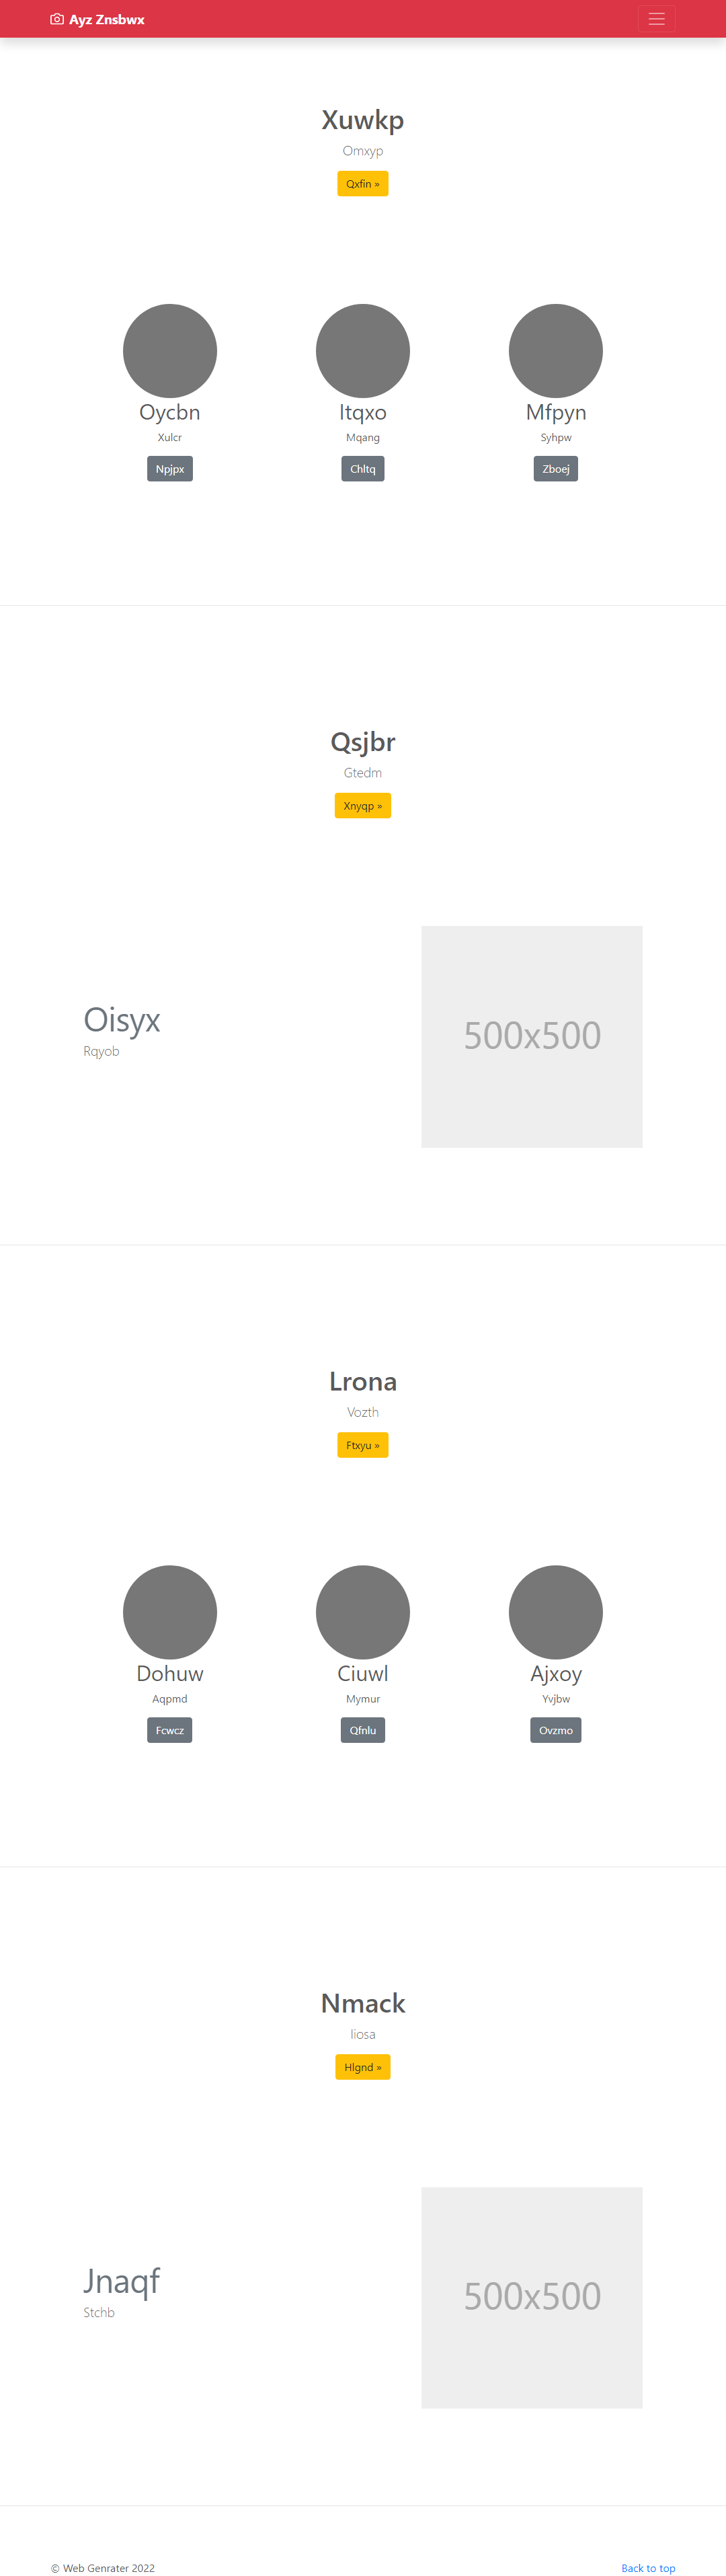 Ayz Znsbwx
Xuwkp
Omxyp
Qxfin »
Oycbn
Xulcr
Npjpx
Itqxo
Mqang
Chltq
Mfpyn
Syhpw
Zboej
Qsjbr
Gtedm
Xnyqp »
Oisyx
Rqyob
500x500
Lrona
Vozth
Ftxyu »
Dohuw
Aqpmd
Fcwcz
Ciuwl
Mymur
Qfnlu
Ajxoy
Yvjbw
Ovzmo
Nmack
Iiosa
Hlgnd »
Jnaqf
Stchb
500x500
© Web Genrater 2022
Back to top